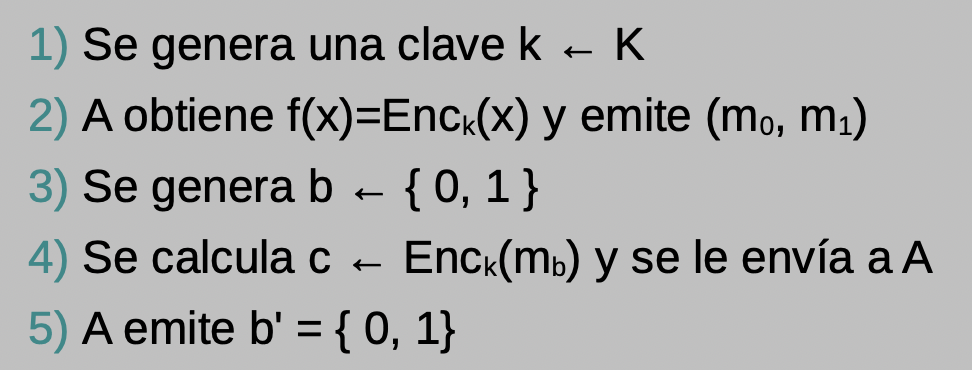 1) Se genera una clave k ← K
2) A obtiene f(x)=Encₖ(x) y emite (m₀, m₁)
3) Se genera b ← { 0, 1 }
4) Se calcula c ← Encₖ(m_b) y se le envía a A
5) A emite b' = { 0, 1}